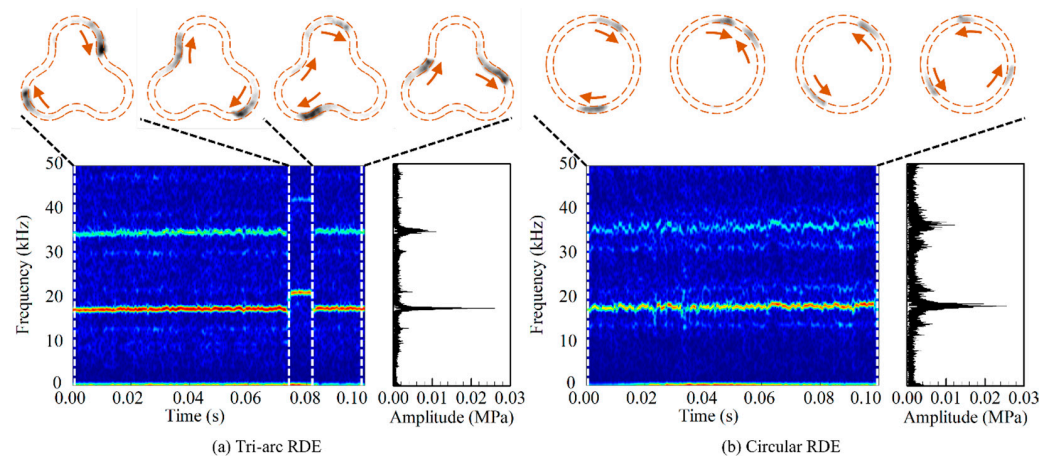 50
40
30
20
10
0
Frequency (kHz)
0.00 0.02 0.04 0.06 0.08 0.10
Time (s)
0 0.01 0.02 0.03
Amplitude (MPa)
(a) Tri-arc RDE
50
40
30
20
10
0
Frequency (kHz)
0.00 0.02 0.04 0.06 0.08 0.10
Time (s)
0 0.01 0.02 0.03
Amplitude (MPa)
(b) Circular RDE